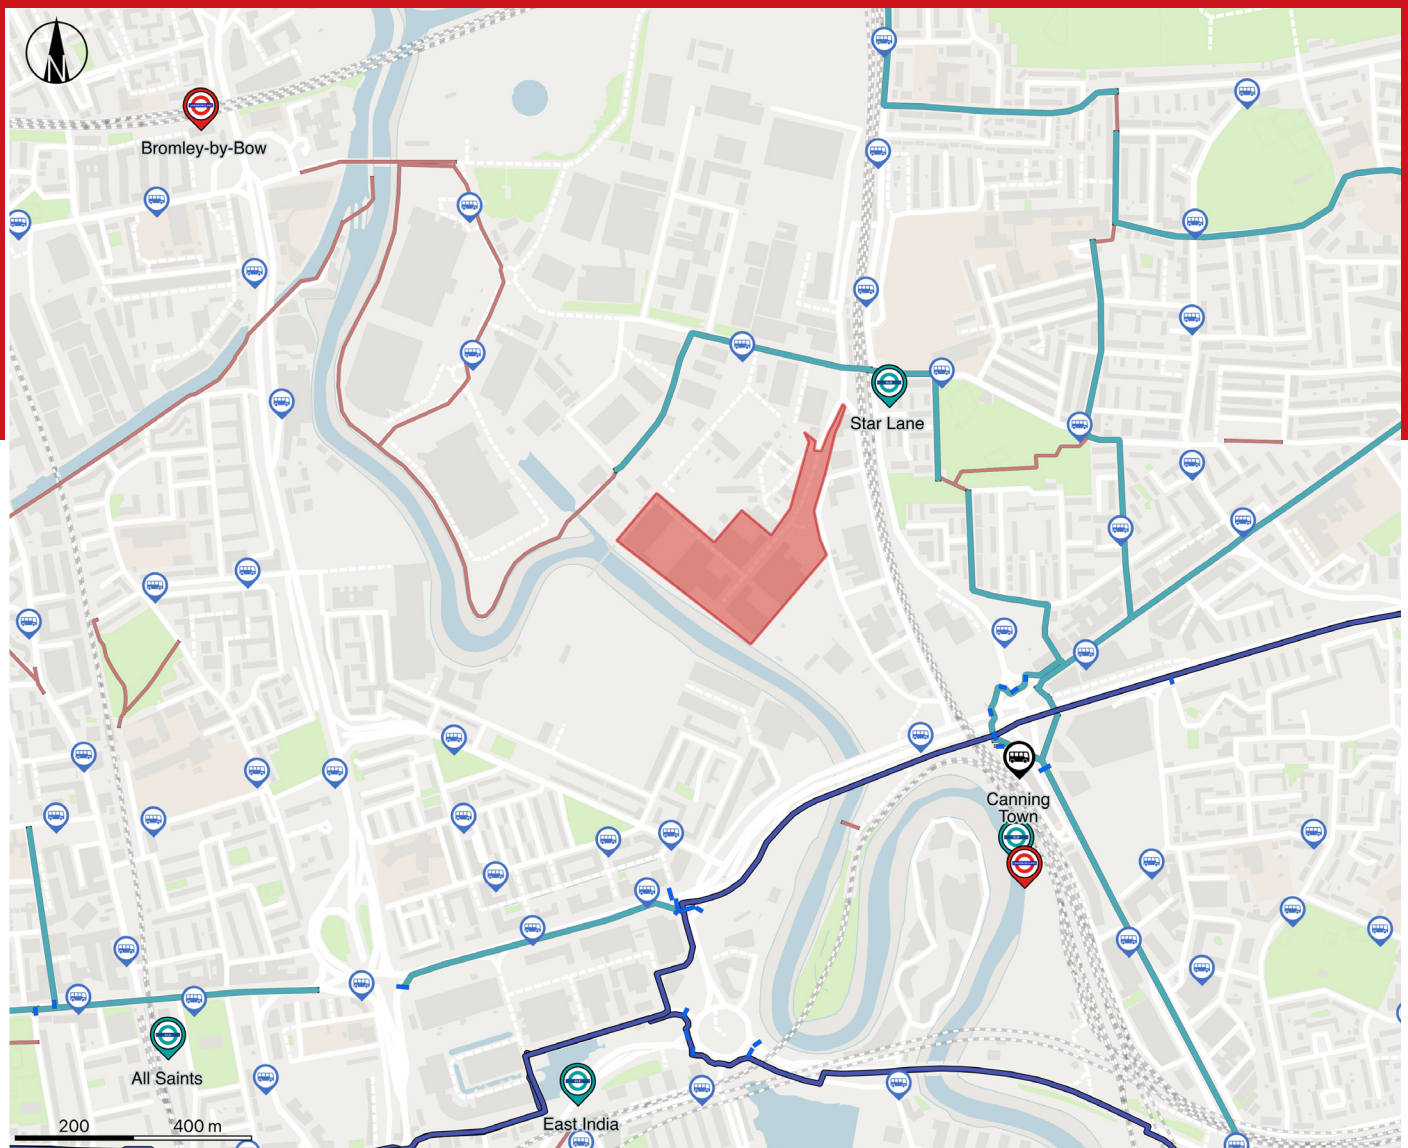 N
Bromley-by-Bow
Star Lane
Canning
Town
All Saints
East India
200
400 m